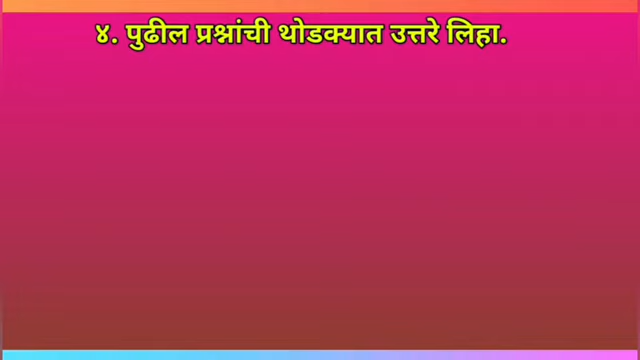 ४. पुढील प्रश्नांची थोडक्यात उत्तरे लिहा.